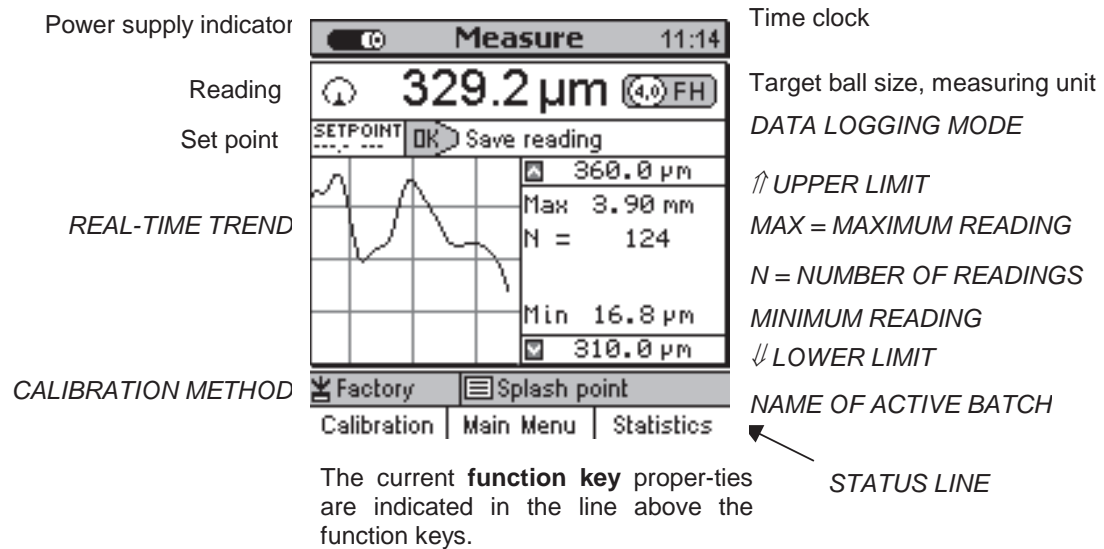 Power supply indicator
Measure 11:14
Time clock
Reading
329.2 µm 4.0 FH
Target ball size, measuring unit
Set point
SETPOINT ---.- --- OK Save reading
DATA LOGGING MODE
360.0 µm
⇑ UPPER LIMIT
REAL-TIME TREND
Max 3.90 mm
MAX = MAXIMUM READING
N = 124
N = NUMBER OF READINGS
Min 16.8 µm
MINIMUM READING
310.0 µm
⇓ LOWER LIMIT
CALIBRATION METHOD
Factory Splash point
NAME OF ACTIVE BATCH
Calibration Main Menu Statistics
STATUS LINE
The current function key proper-ties
are indicated in the line above the
function keys.